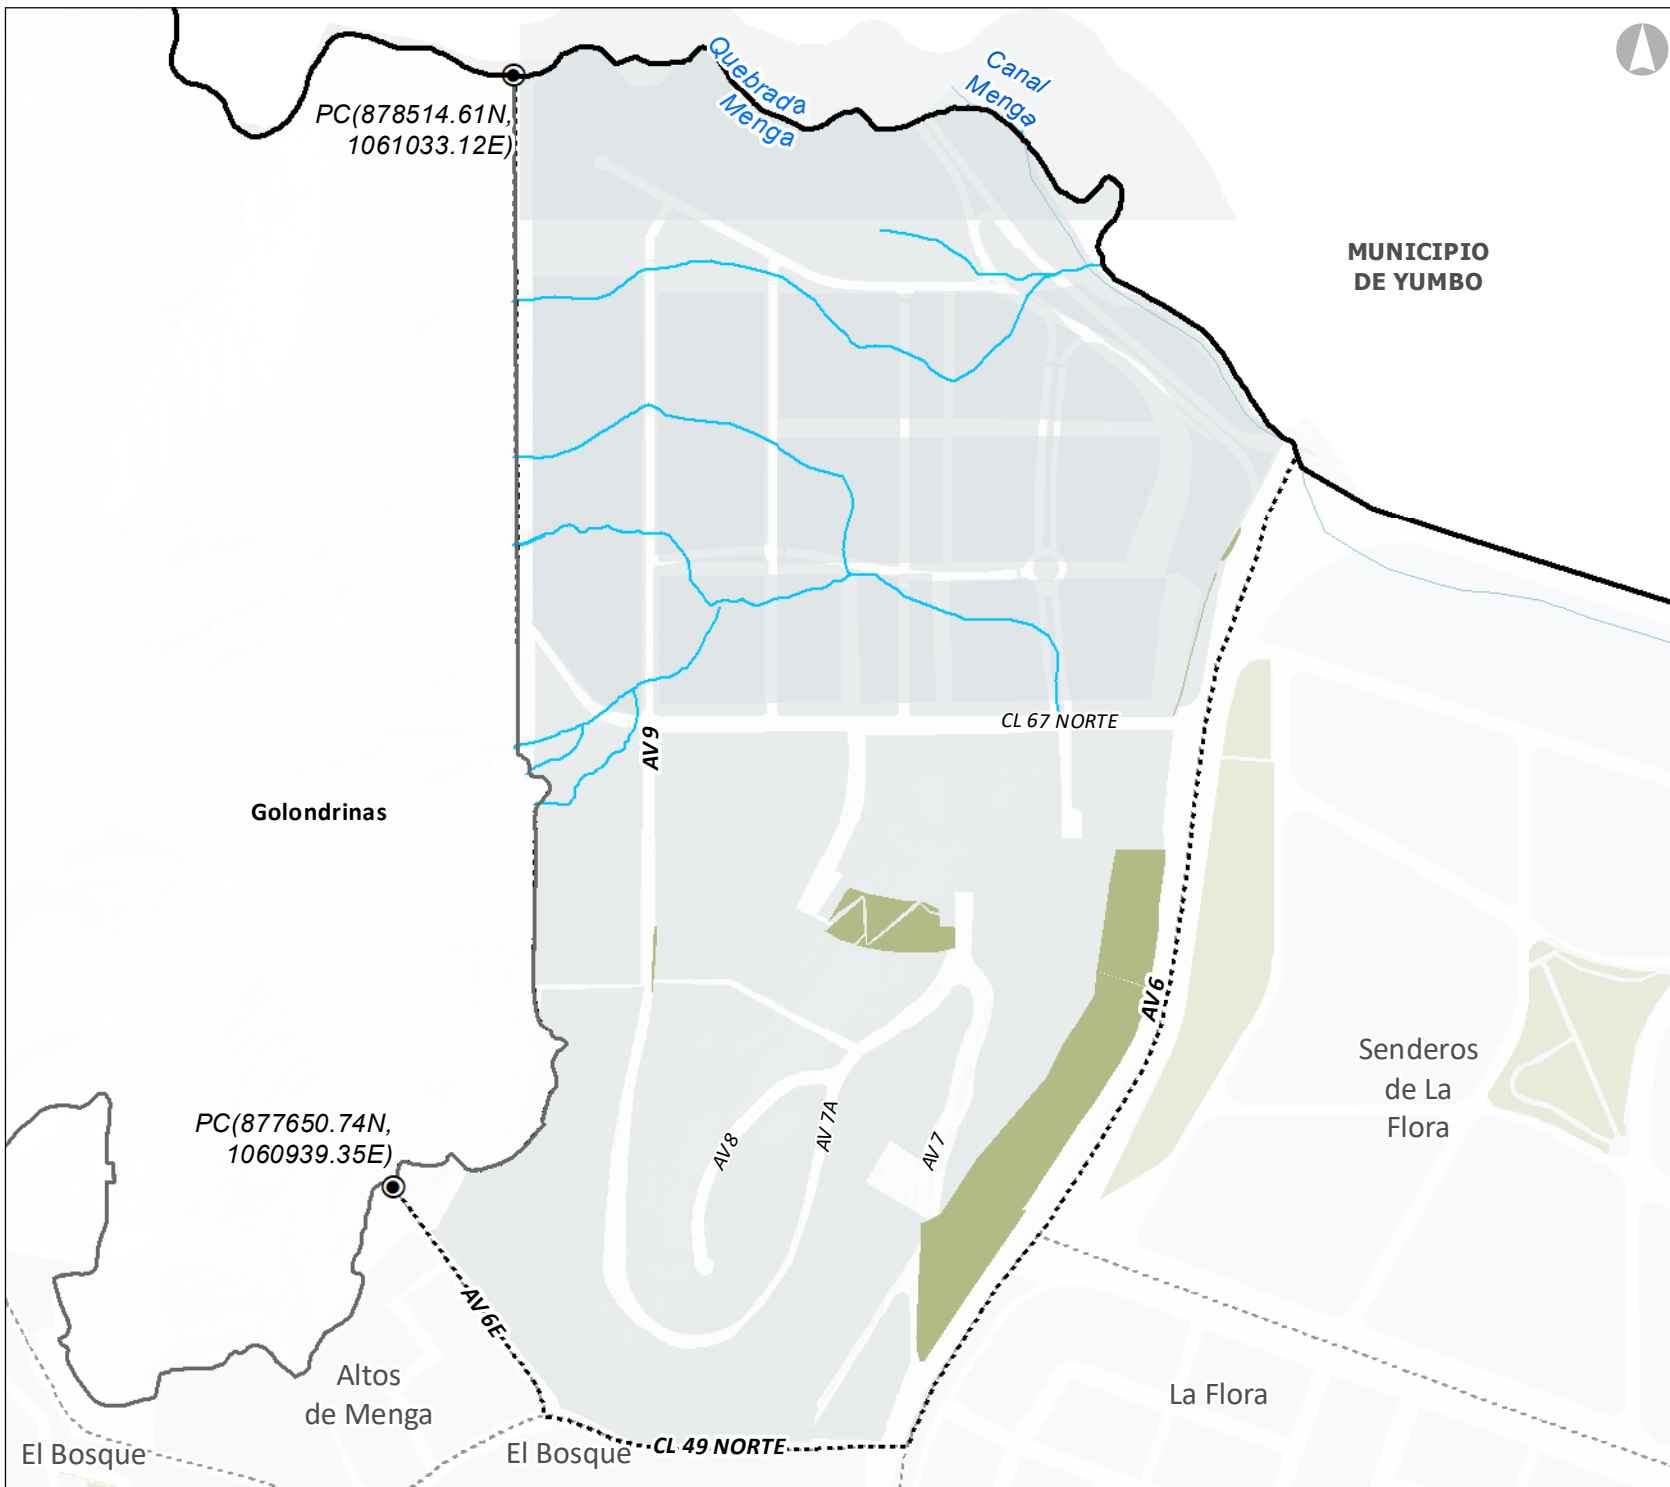 Quebrada
Menga
Canal
Menga
PC(878514.61N,
1061033.12E)
MUNICIPIO
DE YUMBO
CL 67 NORTE
AV 9
Golondrinas
AV 6
Senderos
de La
Flora
PC(877650.74N,
1060939.35E)
AV 8
AV 7A
AV 7
AV 6E
Altos
de Menga
La Flora
El Bosque
El Bosque
CL 49 NORTE